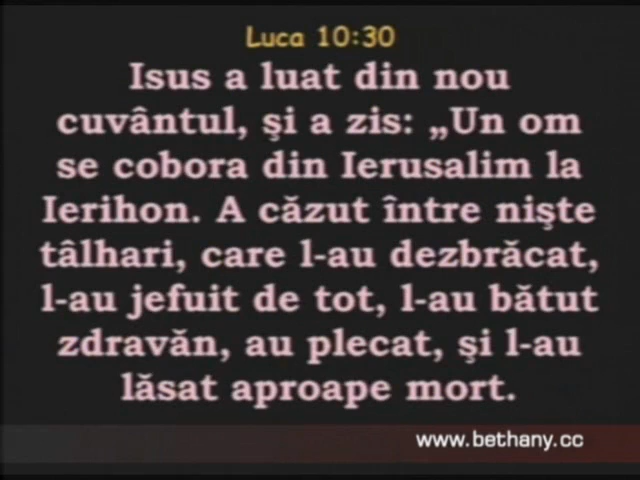 Luca 10:30
Isus a luat din nou
cuvântul, şi a zis: „Un om
se cobora din Ierusalim la
Ierihon. A căzut între nişte
tâlhari, care l-au dezbrăcat,
l-au jefuit de tot, l-au bătut
zdravăn, au plecat, şi l-au
lăsat aproape mort.
www.bethany.cc